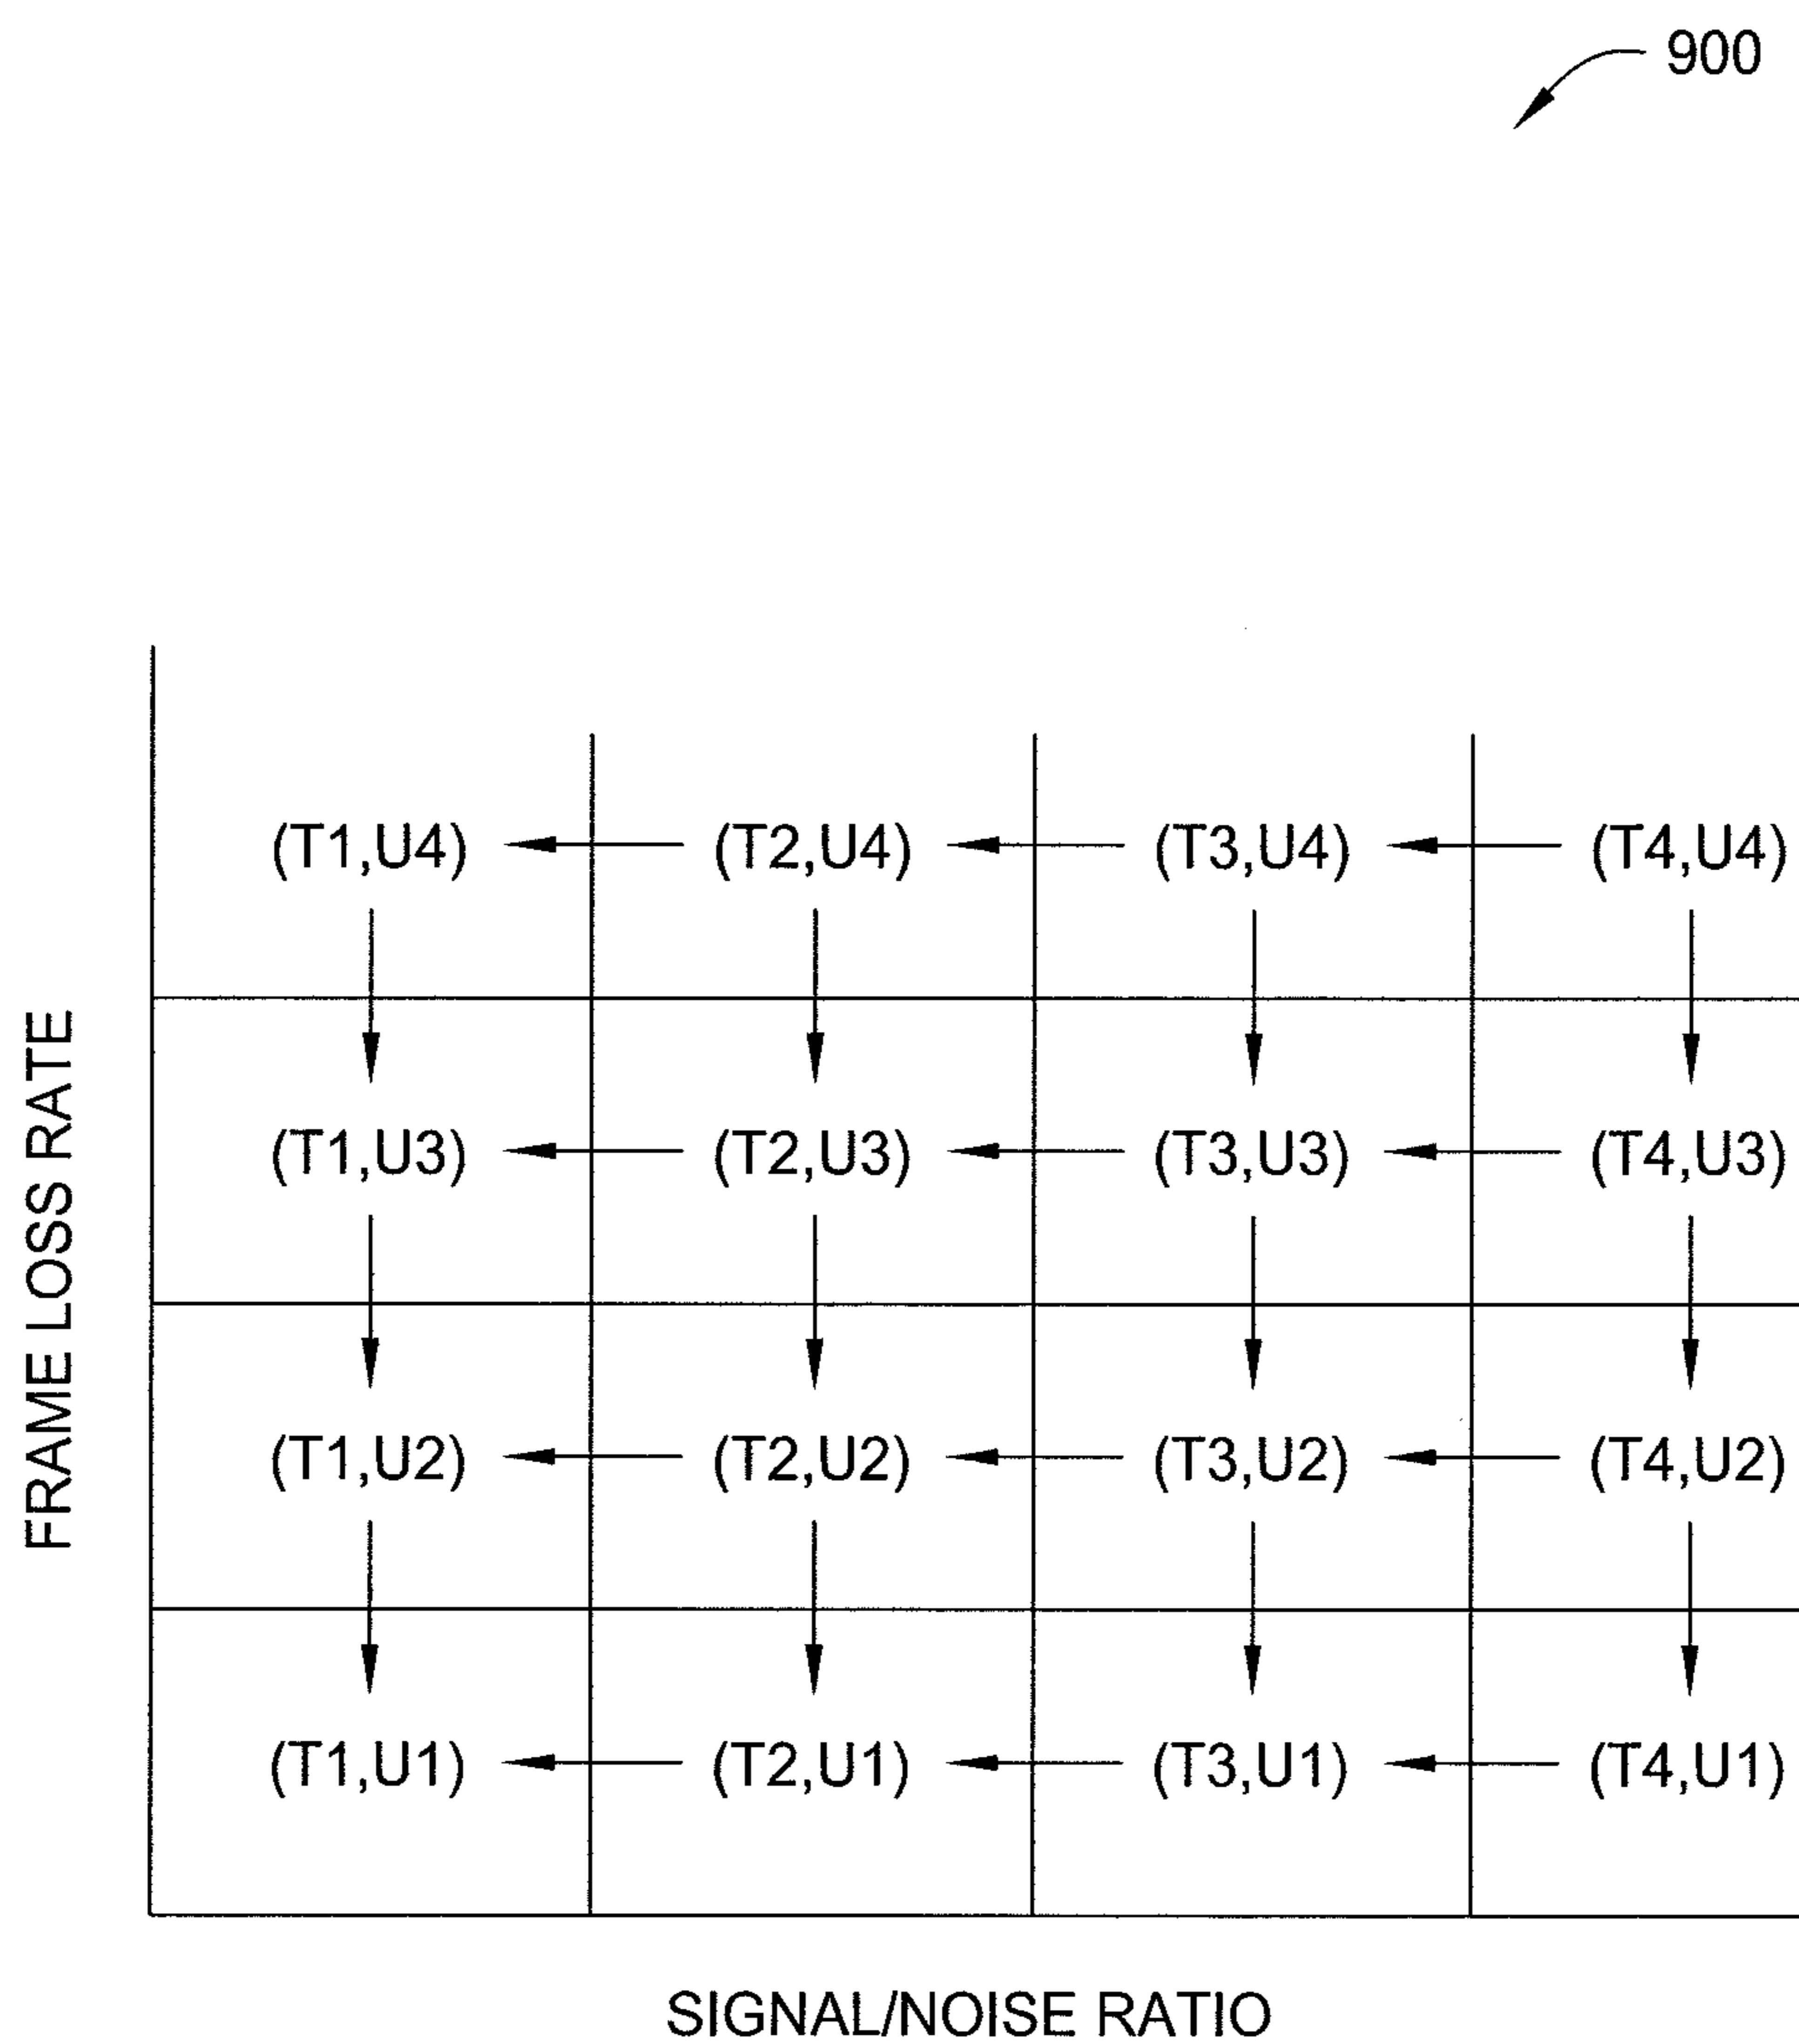 900
(T1,U4) (T2,U4) (T3,U4) (T4,U4)
(T1,U3) (T2,U3) (T3,U3) (T4,U3)
(T1,U2) (T2,U2) (T3,U2) (T4,U2)
(T1,U1) (T2,U1) (T3,U1) (T4,U1)
FRAME LOSS RATE
SIGNAL/NOISE RATIO